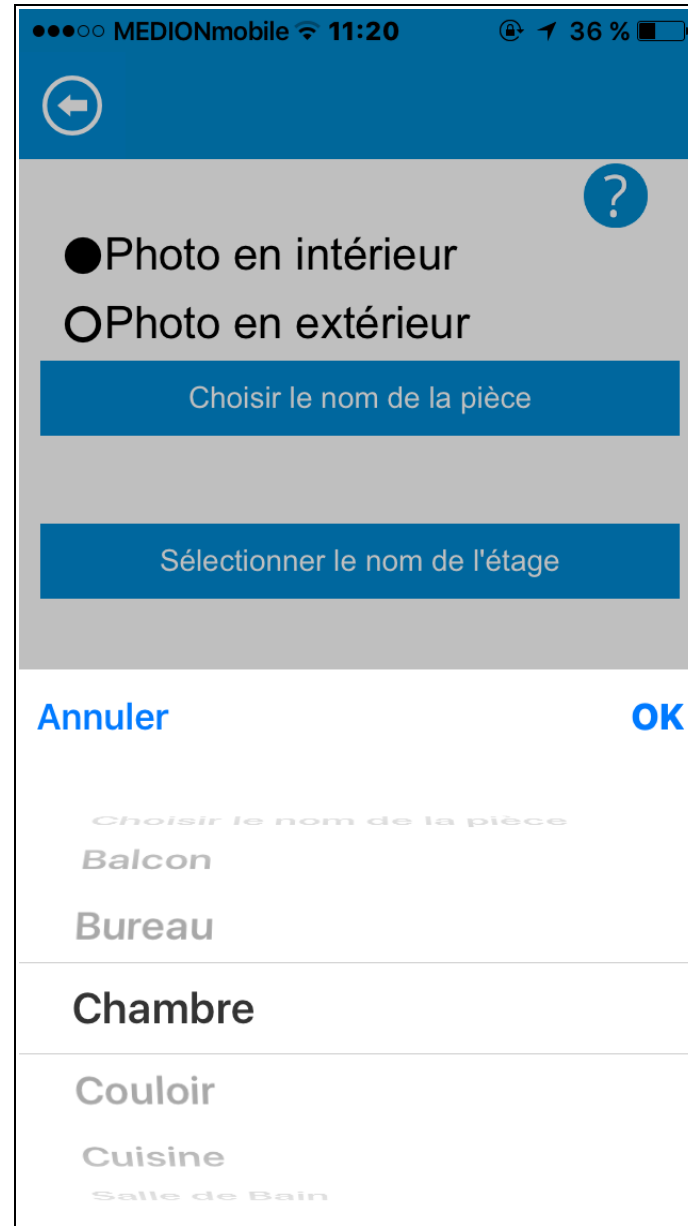 MEDIONmobile 11:20 36 %
?
Photo en intérieur
Photo en extérieur
Choisir le nom de la pièce
Sélectionner le nom de l'étage
Annuler OK
Choisir le nom de la pièce
Balcon
Bureau
Chambre
Couloir
Cuisine
Salle de Bain